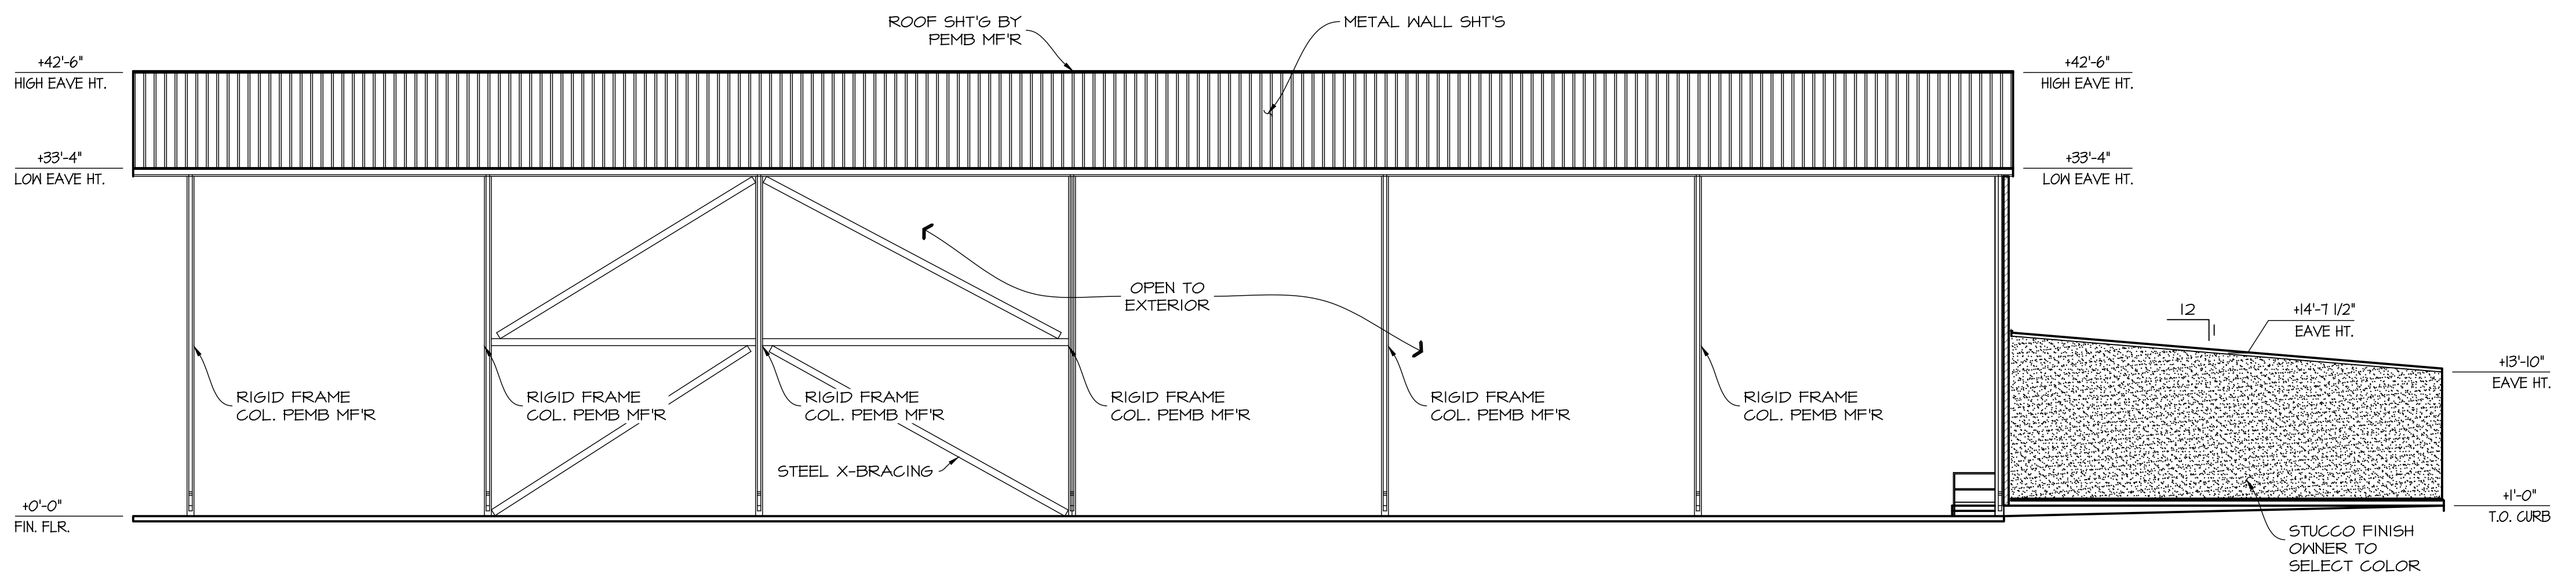 ROOF SHT'G BY
PEMB MF'R
METAL WALL SHT'S
+42'-6"
HIGH EAVE HT.
+42'-6"
HIGH EAVE HT.
+33'-4"
LOW EAVE HT.
+33'-4"
LOW EAVE HT.
OPEN TO
EXTERIOR
12
1
+14'-7 1/2"
EAVE HT.
+13'-10"
EAVE HT.
RIGID FRAME
COL. PEMB MF'R
RIGID FRAME
COL. PEMB MF'R
RIGID FRAME
COL. PEMB MF'R
RIGID FRAME
COL. PEMB MF'R
RIGID FRAME
COL. PEMB MF'R
RIGID FRAME
COL. PEMB MF'R
STEEL X-BRACING
+0'-0"
FIN. FLR.
+1'-0"
T.O. CURB
STUCCO FINISH
OWNER TO
SELECT COLOR